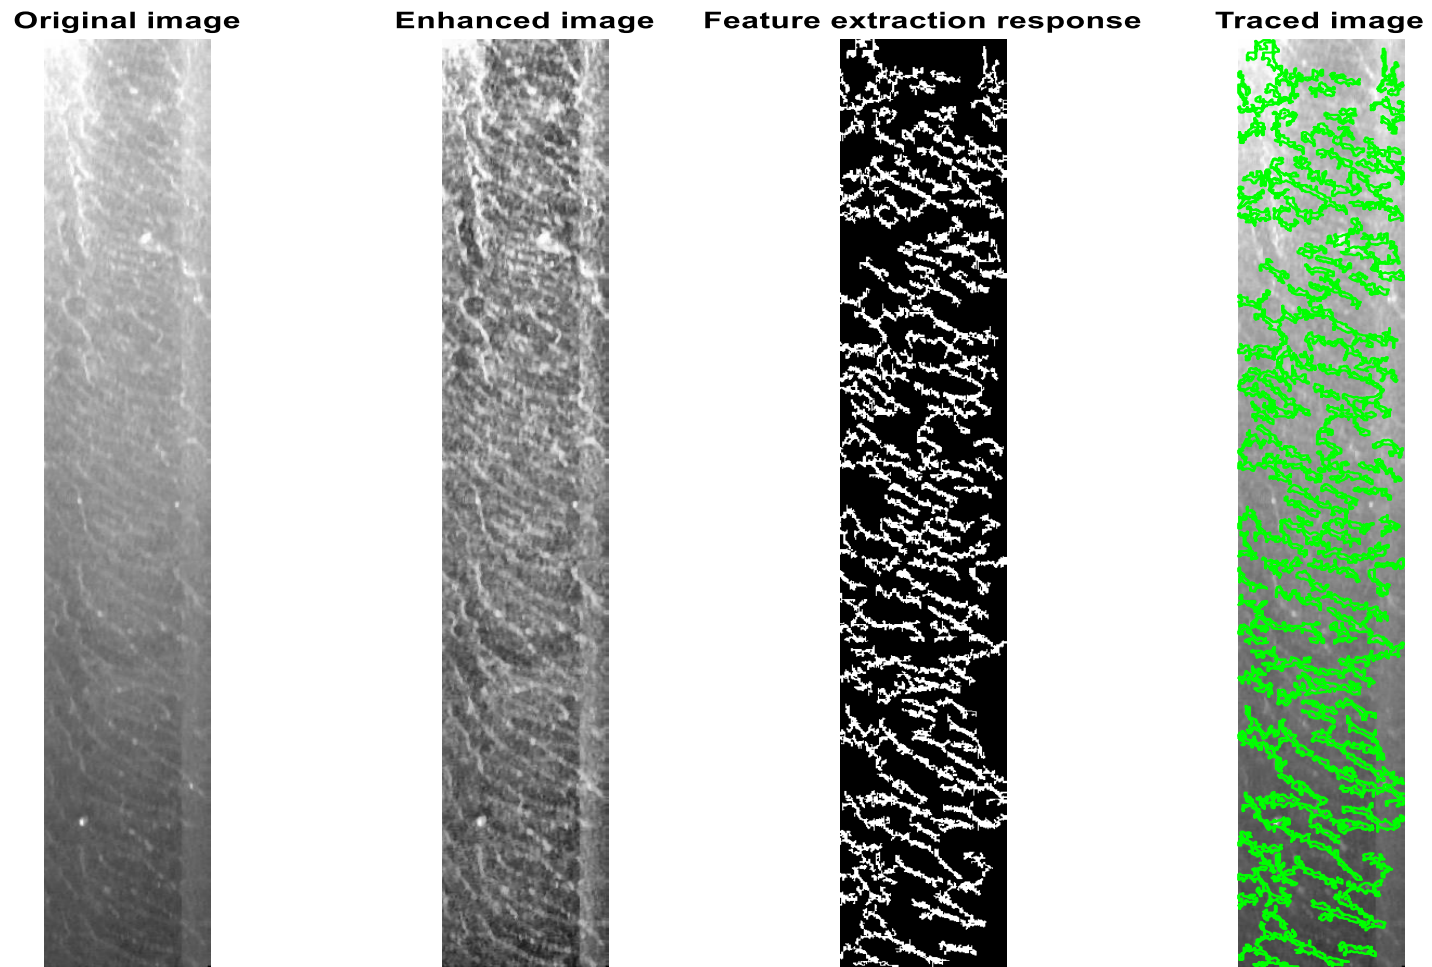 Original image
Enhanced image
Feature extraction response
Traced image